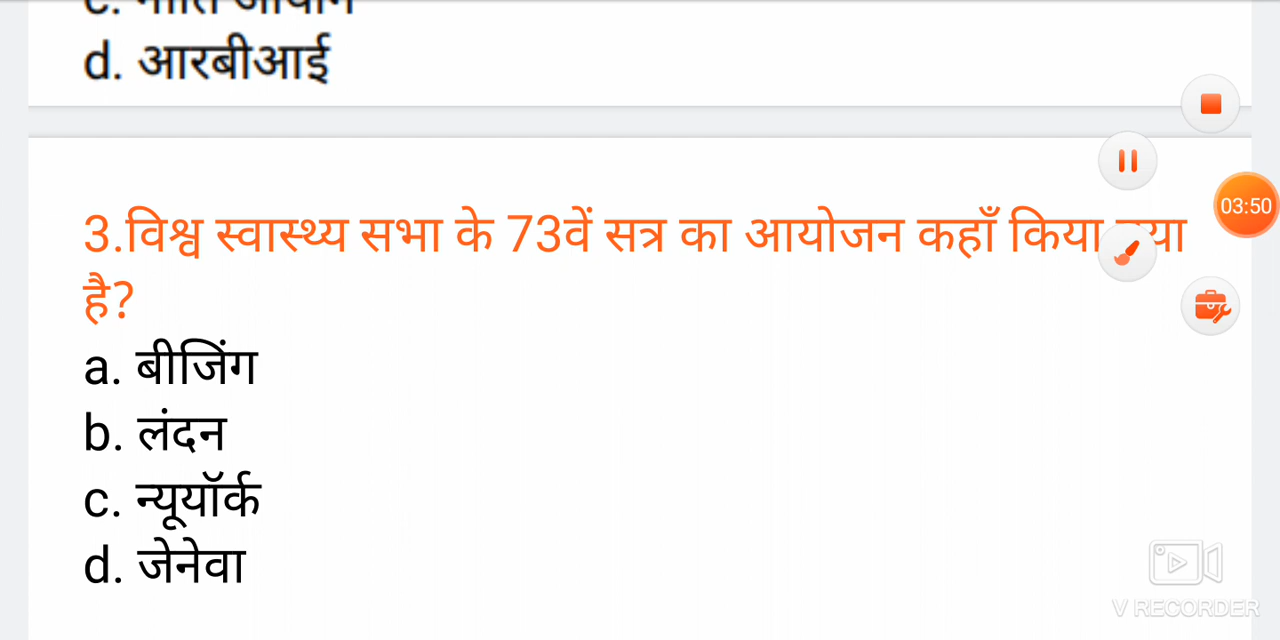 d. आरबीआई
3.विश्व स्वास्थ्य सभा के 73वें सत्र का आयोजन कहाँ किया
03:50
है?
a. बीजिंग
b. लंदन
c. न्यूयॉर्क
d. जेनेवा
V RECORDER